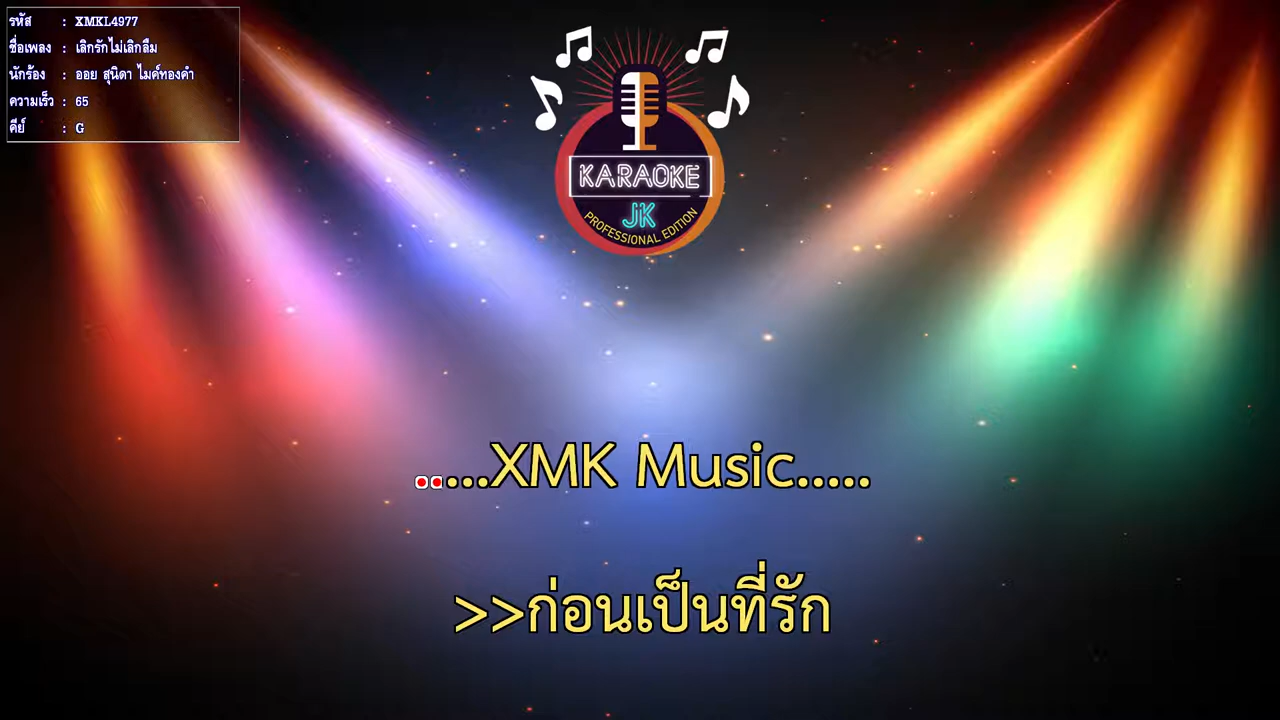 รหัส : XMKL4977
ชื่อเพลง : เลิกรักไม่เลิกลืม
นักร้อง : ออย สุนิดา ไมค์ทองคำ
ความเร็ว : 65
คีย์ : G
KARAOKE
JK
PROFESSIONAL EDITION
.....XMK Music.....
>>ก่อนเป็นที่รัก